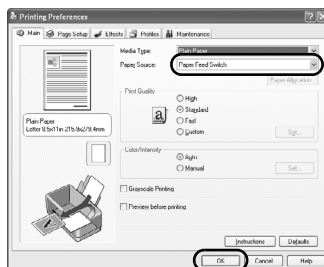 Printing Preferences
Main Page Setup Effects Profiles Maintenance
Media Type: Plain Paper
Paper Source: Paper Feed Switch
Paper Allocation...
Print Quality
High
Standard
Fast
Custom Set...
Plain Paper
Letter 8.5x11in 215.9x279.4mm
Color/Intensity
Auto
Manual Set...
Grayscale Printing
Preview before printing
Instructions Defaults
OK Cancel Help